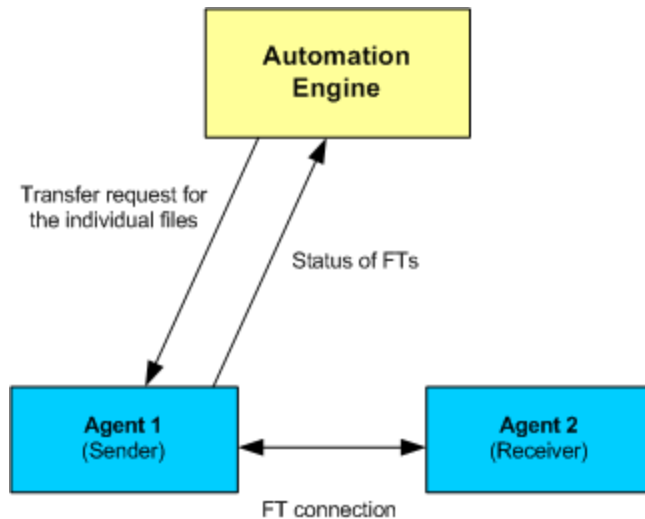 Automation
Engine
Transfer request for
the individual files
Status of FTs
Agent 1
(Sender)
Agent 2
(Receiver)
FT connection